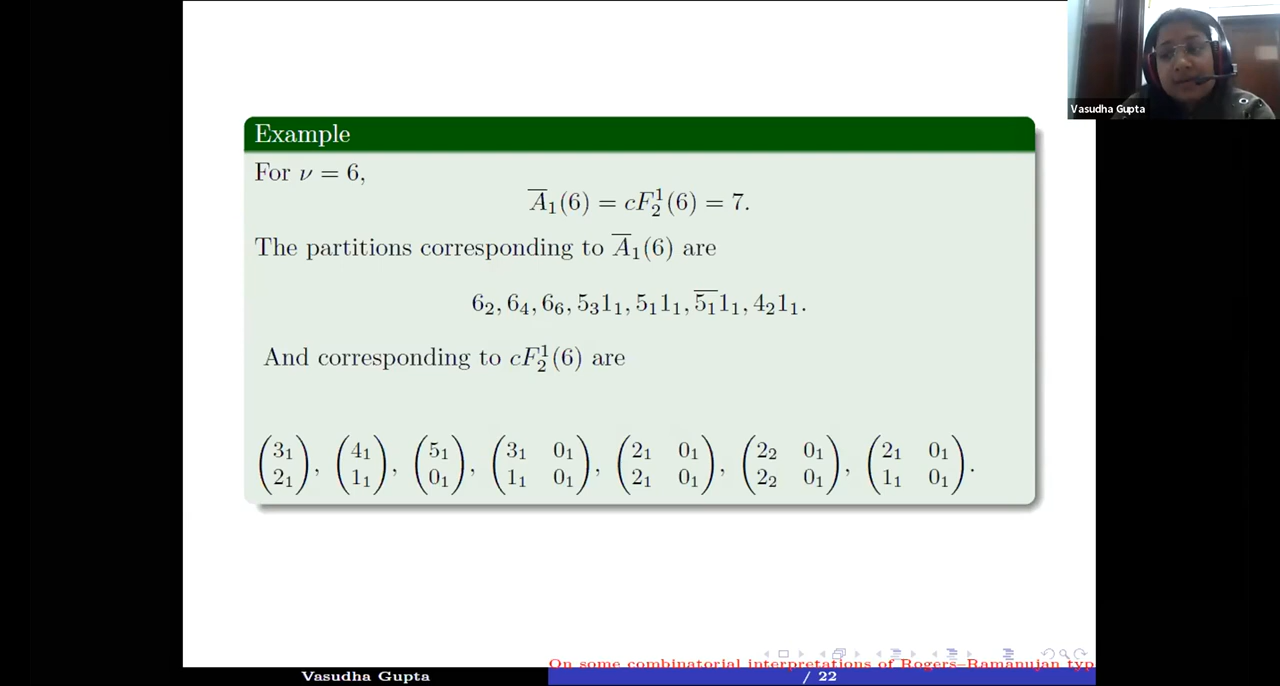 Vasudha Gupta
Example
For ν = 6,
A̅₁(6) = cF₂¹(6) = 7.
The partitions corresponding to A̅₁(6) are
6₂, 6₄, 6₆, 5₃1₁, 5₁1₁, 5̅₁̅1₁, 4₂1₁.
And corresponding to cF₂¹(6) are
(3₁ / 2₁), (4₁ / 1₁), (5₁ / 0₁), (3₁ 0₁ / 1₁ 0₁), (2₁ 0₁ / 2₁ 0₁), (2₂ 0₁ / 2₂ 0₁), (2₁ 0₁ / 1₁ 0₁).
On some combinatorial interpretations of Rogers–Ramanujan typ
Vasudha Gupta
/ 22